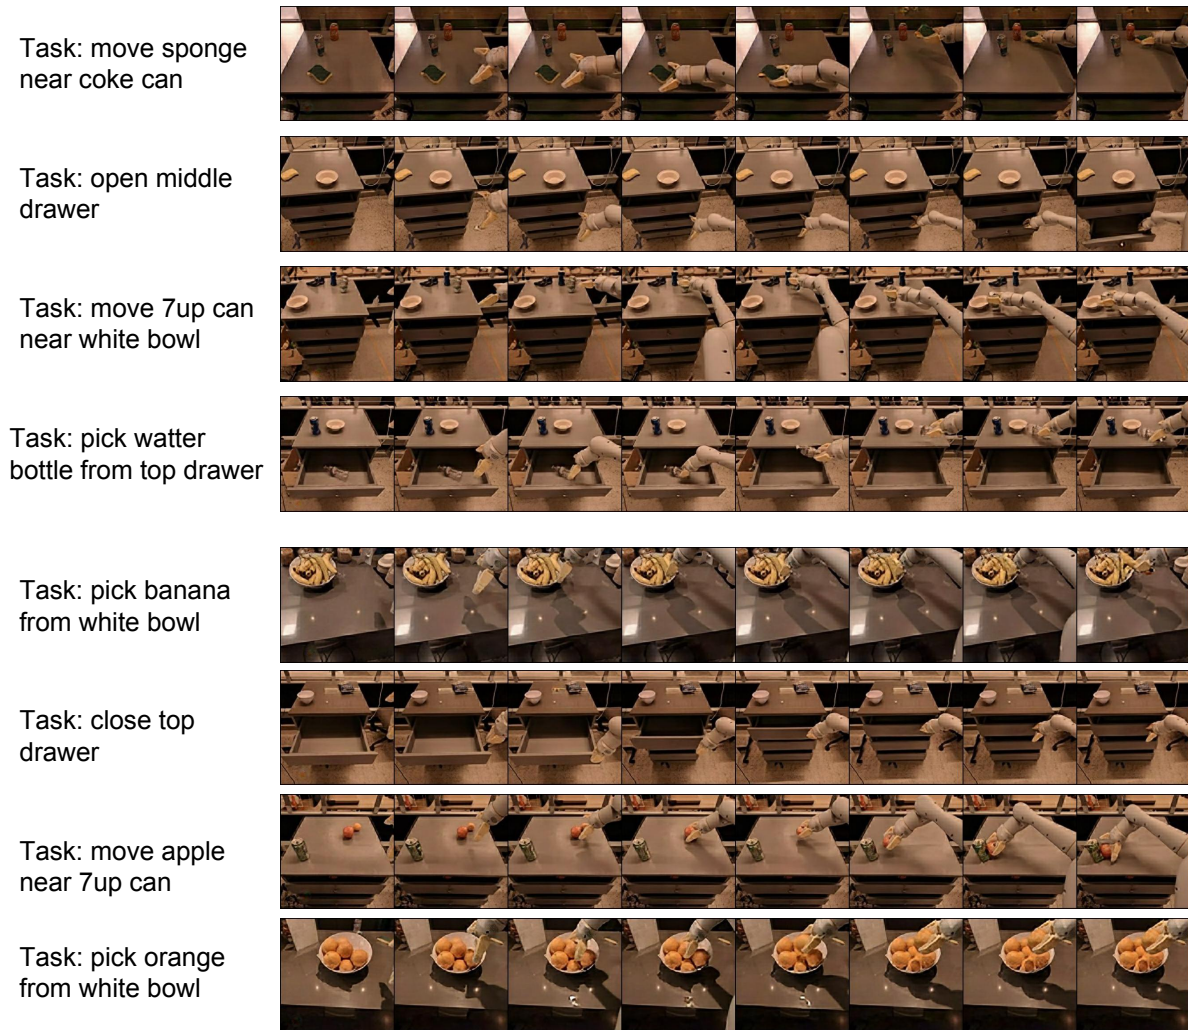 Task: move sponge
near coke can
Task: open middle
drawer
Task: move 7up can
near white bowl
Task: pick watter
bottle from top drawer
Task: pick banana
from white bowl
Task: close top
drawer
Task: move apple
near 7up can
Task: pick orange
from white bowl